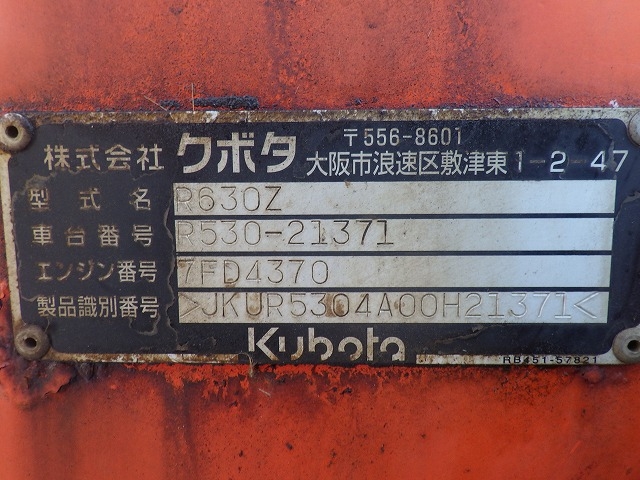 株式会社 クボタ 〒556-8601
大阪市浪速区敷津東1-2-47
型式名 R630Z
車台番号 R530-21371
エンジン番号 7FD4370
製品識別番号 >JKUR5304A00H21371<
Kubota
RB451-57821